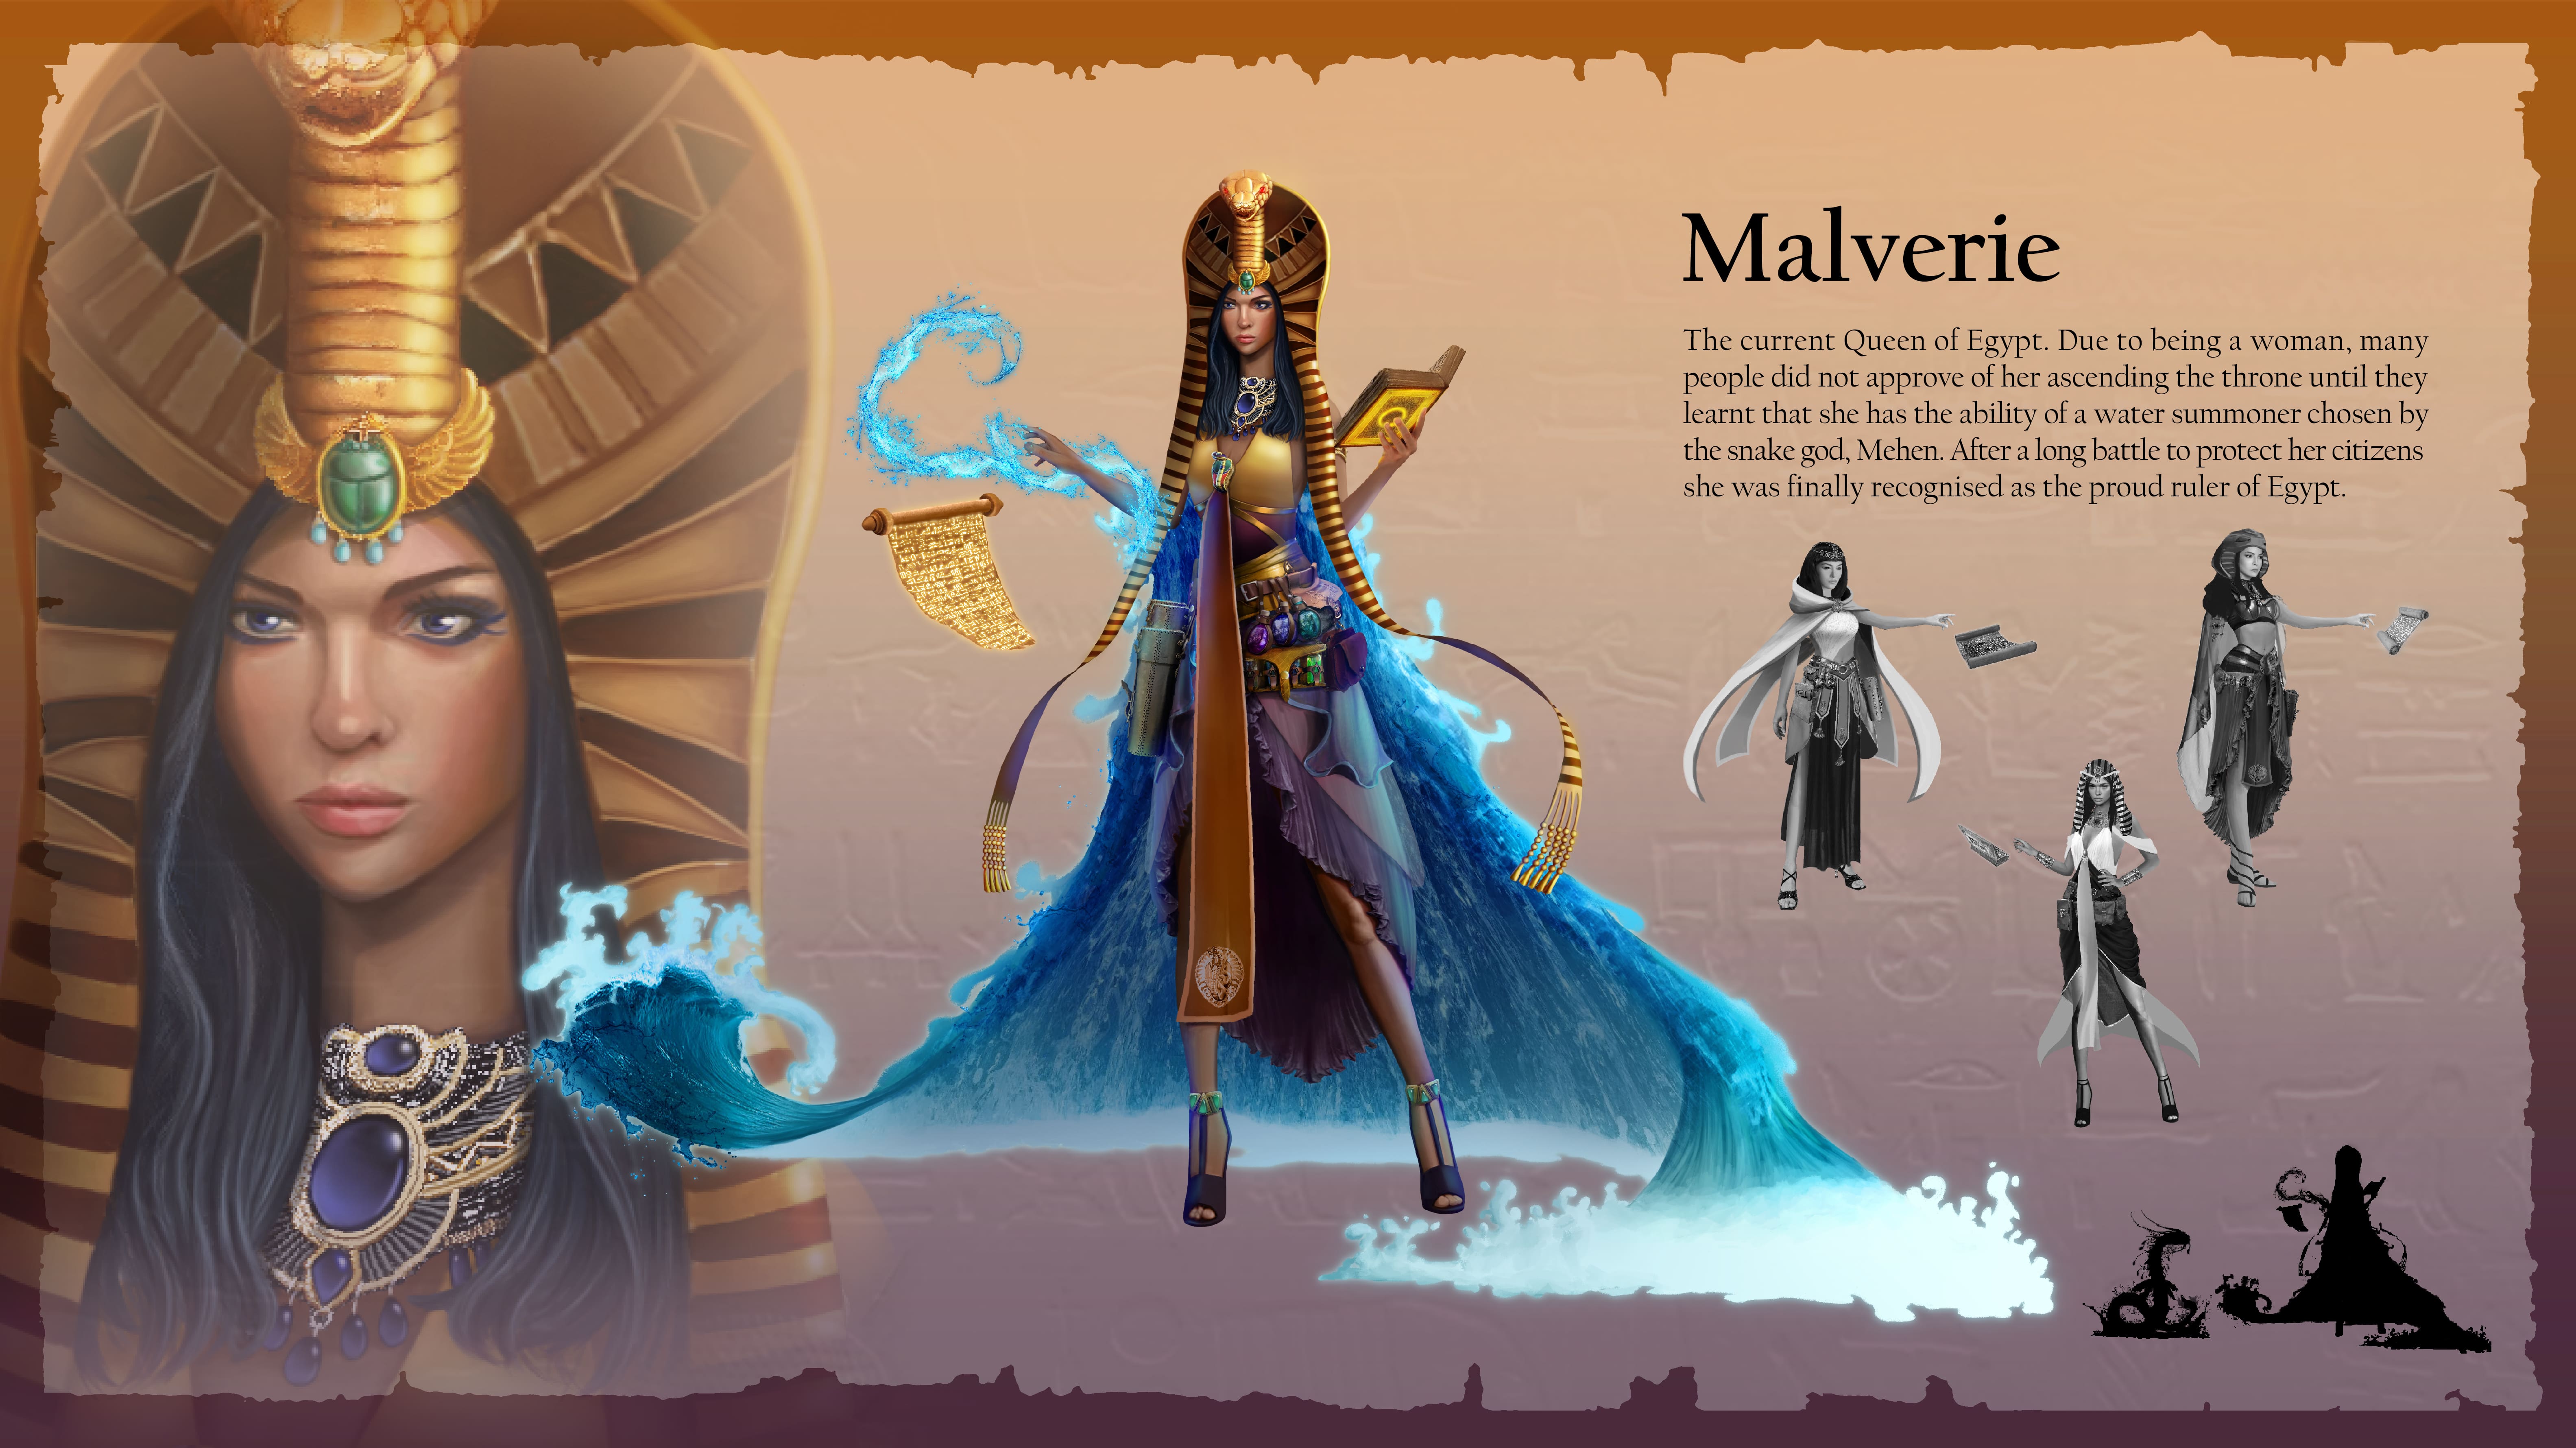 Malverie
The current Queen of Egypt. Due to being a woman, many
people did not approve of her ascending the throne until they
learnt that she has the ability of a water summoner chosen by
the snake god, Mehen. After a long battle to protect her citizens
she was finally recognised as the proud ruler of Egypt.